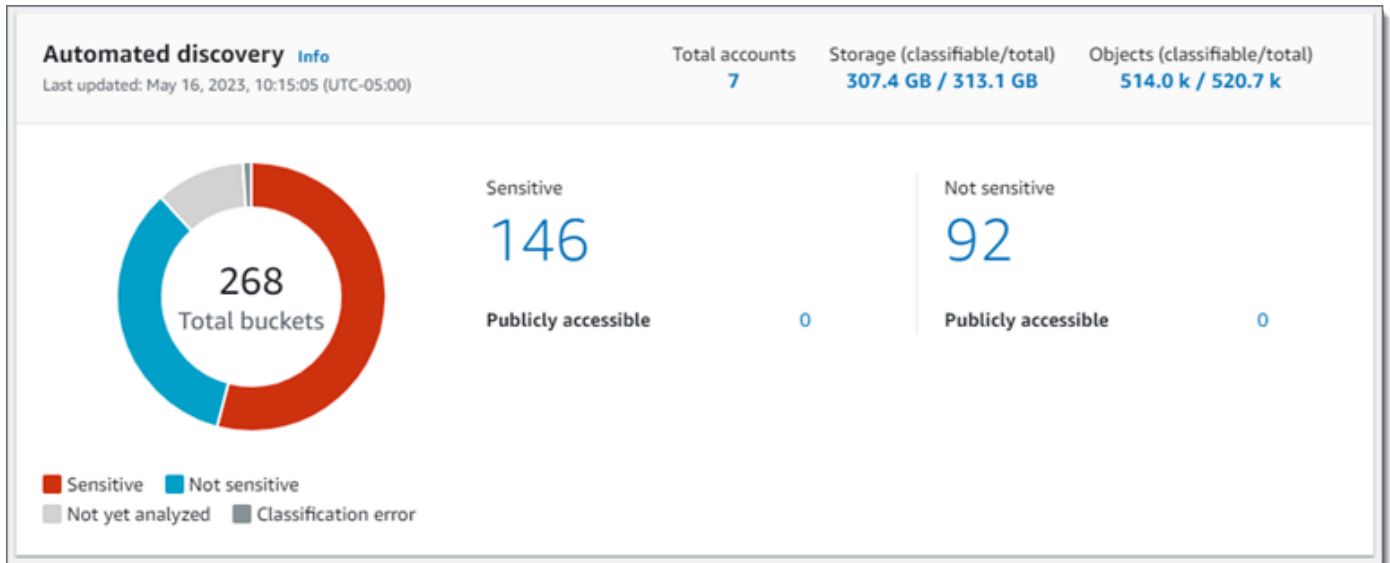 Automated discovery Info
Last updated: May 16, 2023, 10:15:05 (UTC-05:00)
Total accounts
7
Storage (classifiable/total)
307.4 GB / 313.1 GB
Objects (classifiable/total)
514.0 k / 520.7 k
268
Total buckets
Sensitive
146
Publicly accessible 0
Not sensitive
92
Publicly accessible 0
Sensitive Not sensitive
Not yet analyzed Classification error